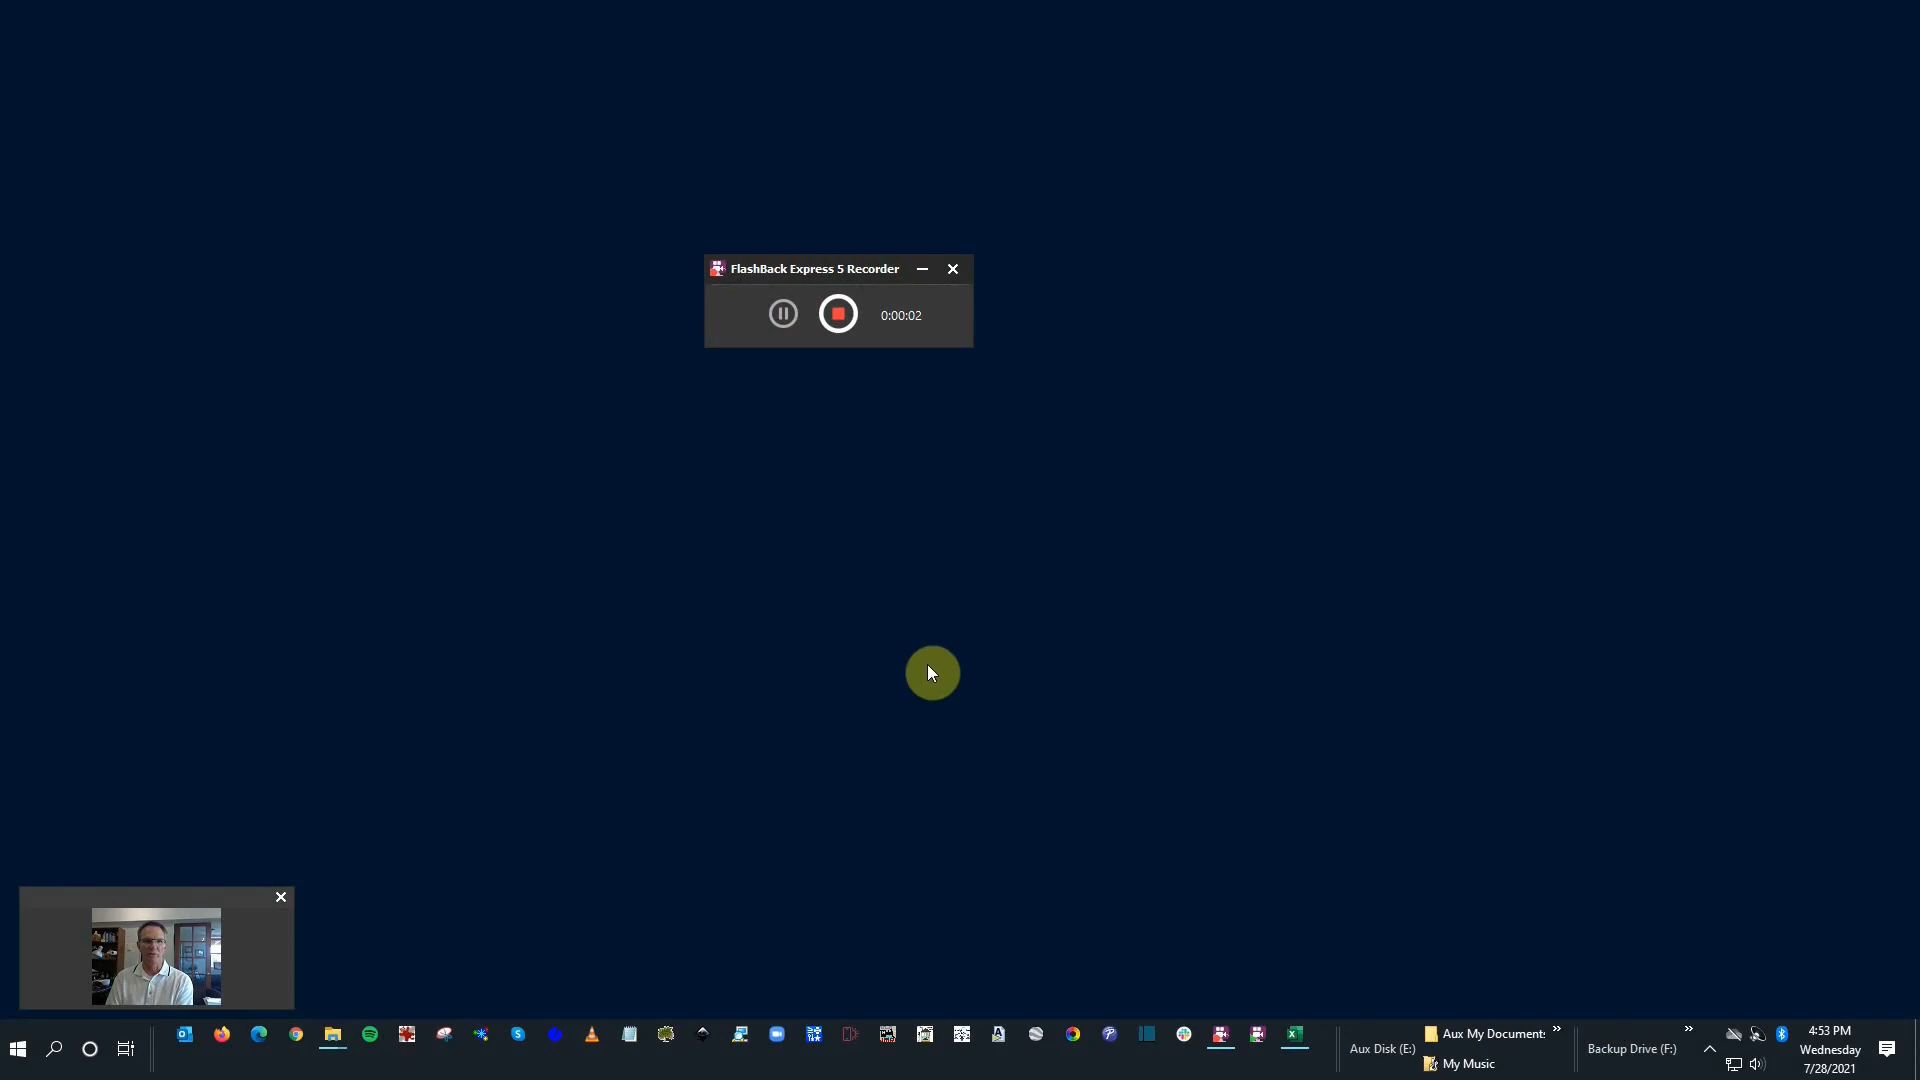 FlashBack Express 5 Recorder
0:00:02
Aux Disk (E:)
Aux My Documents
My Music
Backup Drive (F:)
4:53 PM
Wednesday
7/28/2021